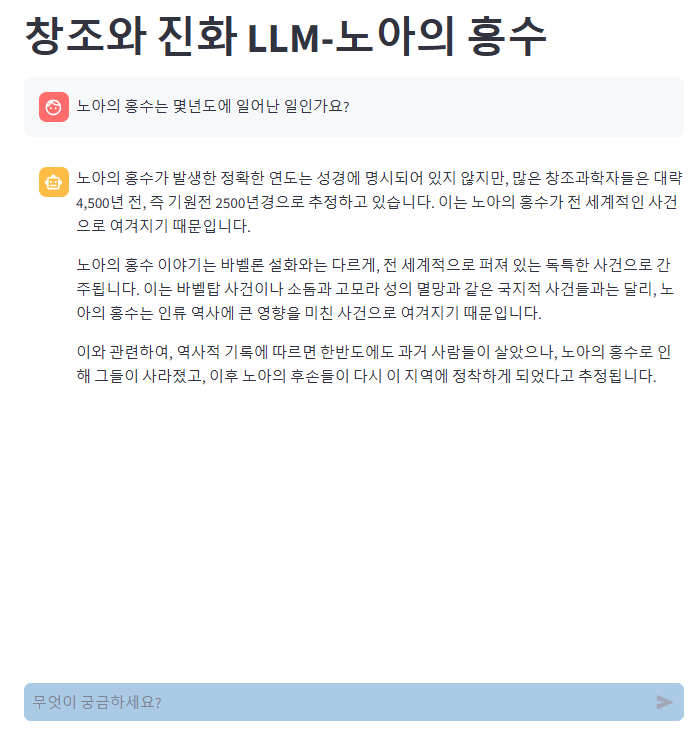 창조와 진화 LLM-노아의 홍수
노아의 홍수는 몇년도에 일어난 일인가요?
노아의 홍수가 발생한 정확한 연도는 성경에 명시되어 있지 않지만, 많은 창조과학자들은 대략
4,500년 전, 즉 기원전 2500년경으로 추정하고 있습니다. 이는 노아의 홍수가 전 세계적인 사건
으로 여겨지기 때문입니다.
노아의 홍수 이야기는 바벨론 설화와는 다르게, 전 세계적으로 퍼져 있는 독특한 사건으로 간
주됩니다. 이는 바벨탑 사건이나 소돔과 고모라 성의 멸망과 같은 국지적 사건들과는 달리, 노
아의 홍수는 인류 역사에 큰 영향을 미친 사건으로 여겨지기 때문입니다.
이와 관련하여, 역사적 기록에 따르면 한반도에도 과거 사람들이 살았으나, 노아의 홍수로 인
해 그들이 사라졌고, 이후 노아의 후손들이 다시 이 지역에 정착하게 되었다고 추정됩니다.
무엇이 궁금하세요?